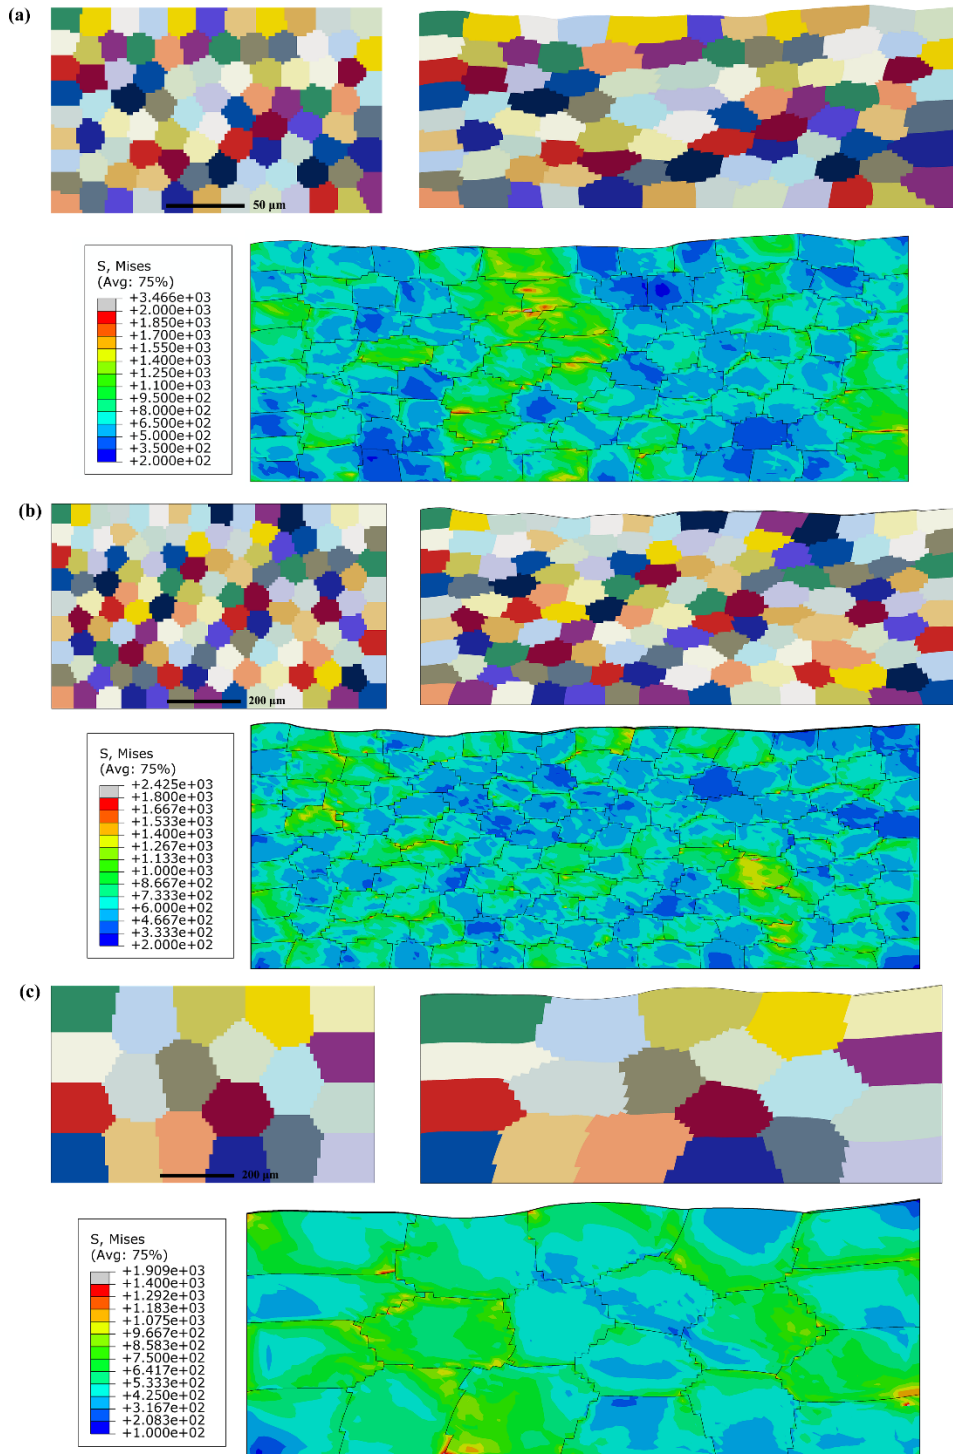 (a)
50 μm
S, Mises
(Avg: 75%)
+3.466e+03
+2.000e+03
+1.850e+03
+1.700e+03
+1.550e+03
+1.400e+03
+1.250e+03
+1.100e+03
+9.500e+02
+8.000e+02
+6.500e+02
+5.000e+02
+3.500e+02
+2.000e+02
(b)
200 μm
S, Mises
(Avg: 75%)
+2.425e+03
+1.800e+03
+1.667e+03
+1.533e+03
+1.400e+03
+1.267e+03
+1.133e+03
+1.000e+03
+8.667e+02
+7.333e+02
+6.000e+02
+4.667e+02
+3.333e+02
+2.000e+02
(c)
200 μm
S, Mises
(Avg: 75%)
+1.909e+03
+1.400e+03
+1.292e+03
+1.183e+03
+1.075e+03
+9.667e+02
+8.583e+02
+7.500e+02
+6.417e+02
+5.333e+02
+4.250e+02
+3.167e+02
+2.083e+02
+1.000e+02